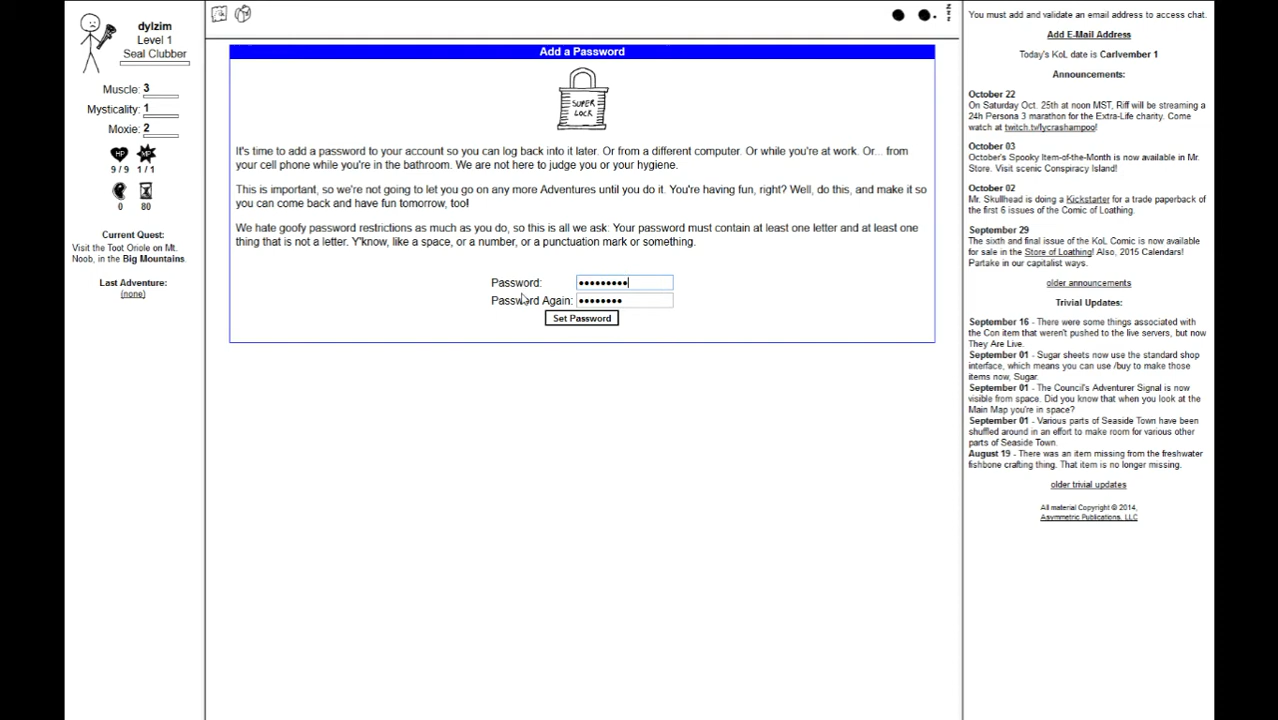 dylzim
Level 1
Seal Clubber
Muscle: 3
Mysticality: 1
Moxie: 2
HP MP
9 / 9 1 / 1
0 80
Current Quest:
Visit the Toot Oriole on Mt.
Noob, in the Big Mountains.
Last Adventure:
(none)
Add a Password
SUPER
LOCK
It's time to add a password to your account so you can log back into it later. Or from a different computer. Or while you're at work. Or... from
your cell phone while you're in the bathroom. We are not here to judge you or your hygiene.
This is important, so we're not going to let you go on any more Adventures until you do it. You're having fun, right? Well, do this, and make it so
you can come back and have fun tomorrow, too!
We hate goofy password restrictions as much as you do, so this is all we ask: Your password must contain at least one letter and at least one
thing that is not a letter. Y'know, like a space, or a number, or a punctuation mark or something.
Password: •••••••••
Password Again: ••••••••
Set Password
You must add and validate an email address to access chat.
Add E-Mail Address
Today's KoL date is Carlvember 1
Announcements:
October 22
On Saturday Oct. 25th at noon MST, Riff will be streaming a
24h Persona 3 marathon for the Extra-Life charity. Come
watch at twitch.tv/lycrashampoo!
October 03
October's Spooky Item-of-the-Month is now available in Mr.
Store. Visit scenic Conspiracy Island!
October 02
Mr. Skullhead is doing a Kickstarter for a trade paperback of
the first 6 issues of the Comic of Loathing.
September 29
The sixth and final issue of the KoL Comic is now available
for sale in the Store of Loathing! Also, 2015 Calendars!
Partake in our capitalist ways.
older announcements
Trivial Updates:
September 16 - There were some things associated with
the Con item that weren't pushed to the live servers, but now
They Are Live.
September 01 - Sugar sheets now use the standard shop
interface, which means you can use /buy to make those
items now, Sugar.
September 01 - The Council's Adventurer Signal is now
visible from space. Did you know that when you look at the
Main Map you're in space?
September 01 - Various parts of Seaside Town have been
shuffled around in an effort to make room for various other
parts of Seaside Town.
August 19 - There was an item missing from the freshwater
fishbone crafting thing. That item is no longer missing.
older trivial updates
All material Copyright © 2014,
Asymmetric Publications, LLC